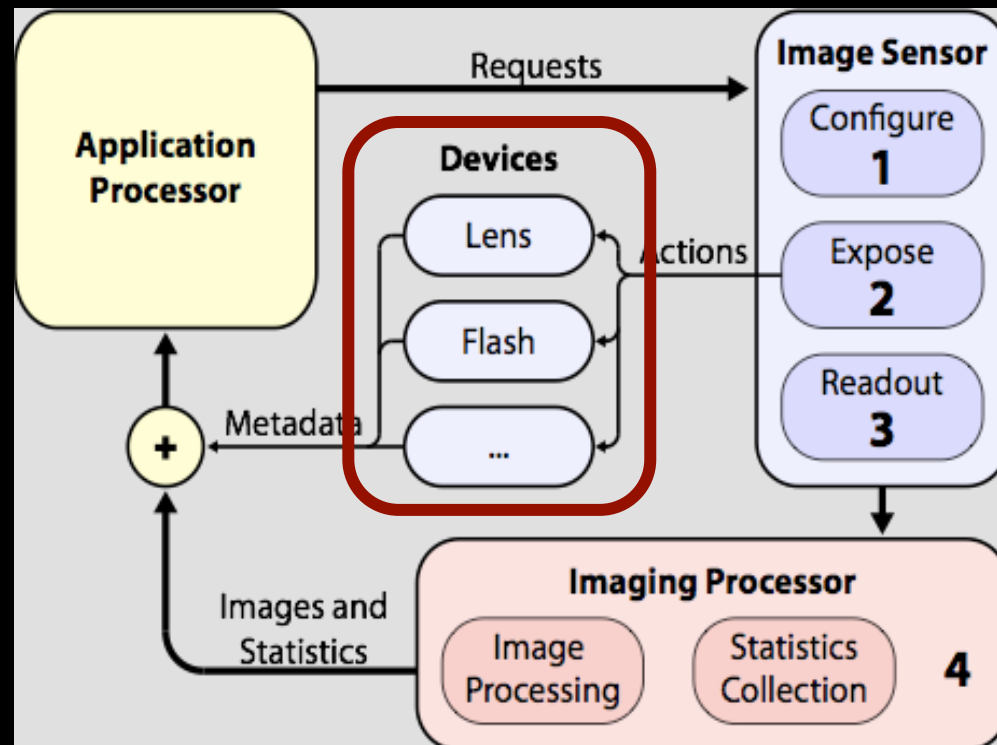 Application
Processor
Requests
Image Sensor
Configure
1
Expose
2
Readout
3
Devices
Lens
Flash
...
Actions
Metadata
+
Images and
Statistics
Imaging Processor
Image
Processing
Statistics
Collection
4